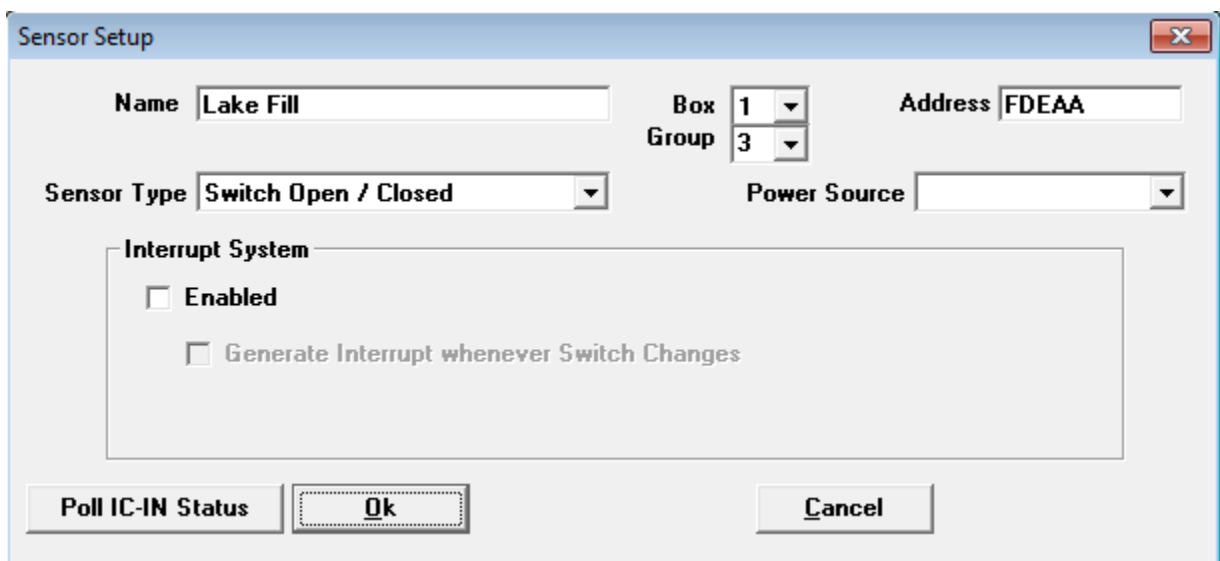 Sensor Setup
Name Lake Fill Box 1 Address FDEAA
Group 3
Sensor Type Switch Open / Closed Power Source
Interrupt System
Enabled
Generate Interrupt whenever Switch Changes
Poll IC-IN Status Ok Cancel